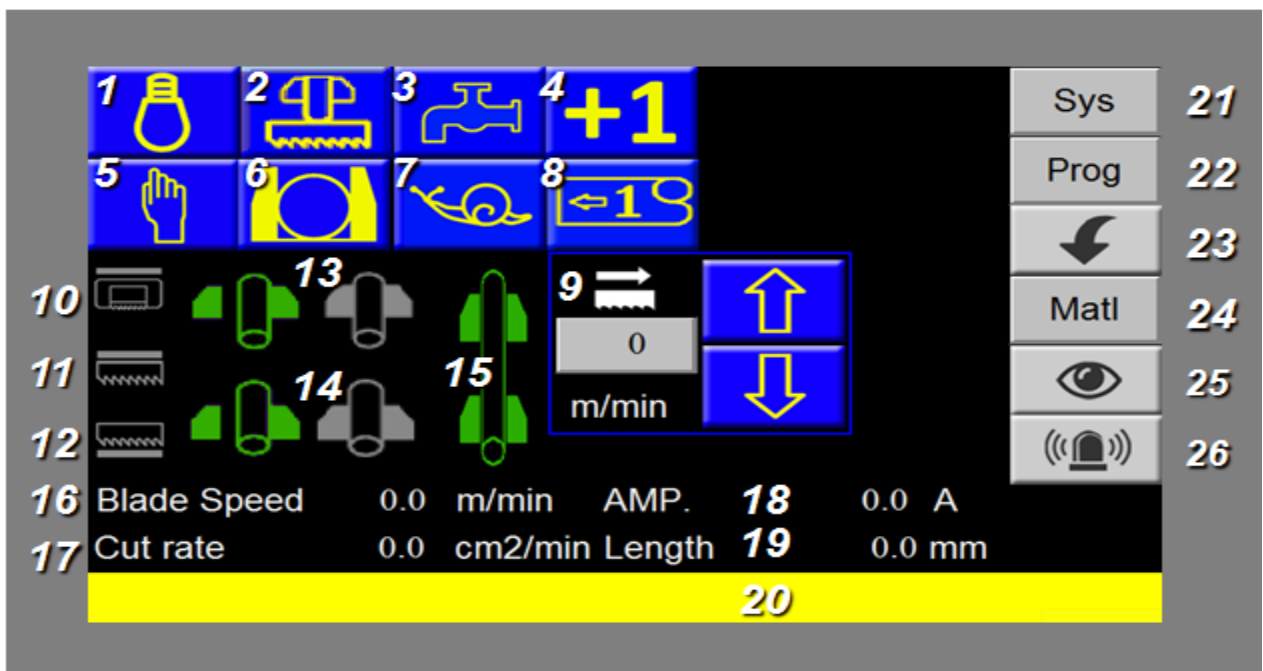 1 2 3 4 +1
5 6 7 8 1
Sys 21
Prog 22
23
Matl 24
25
26
9
0
m/min
10 13
11 14 15
12
16 Blade Speed 0.0 m/min AMP. 18 0.0 A
17 Cut rate 0.0 cm2/min Length 19 0.0 mm
20